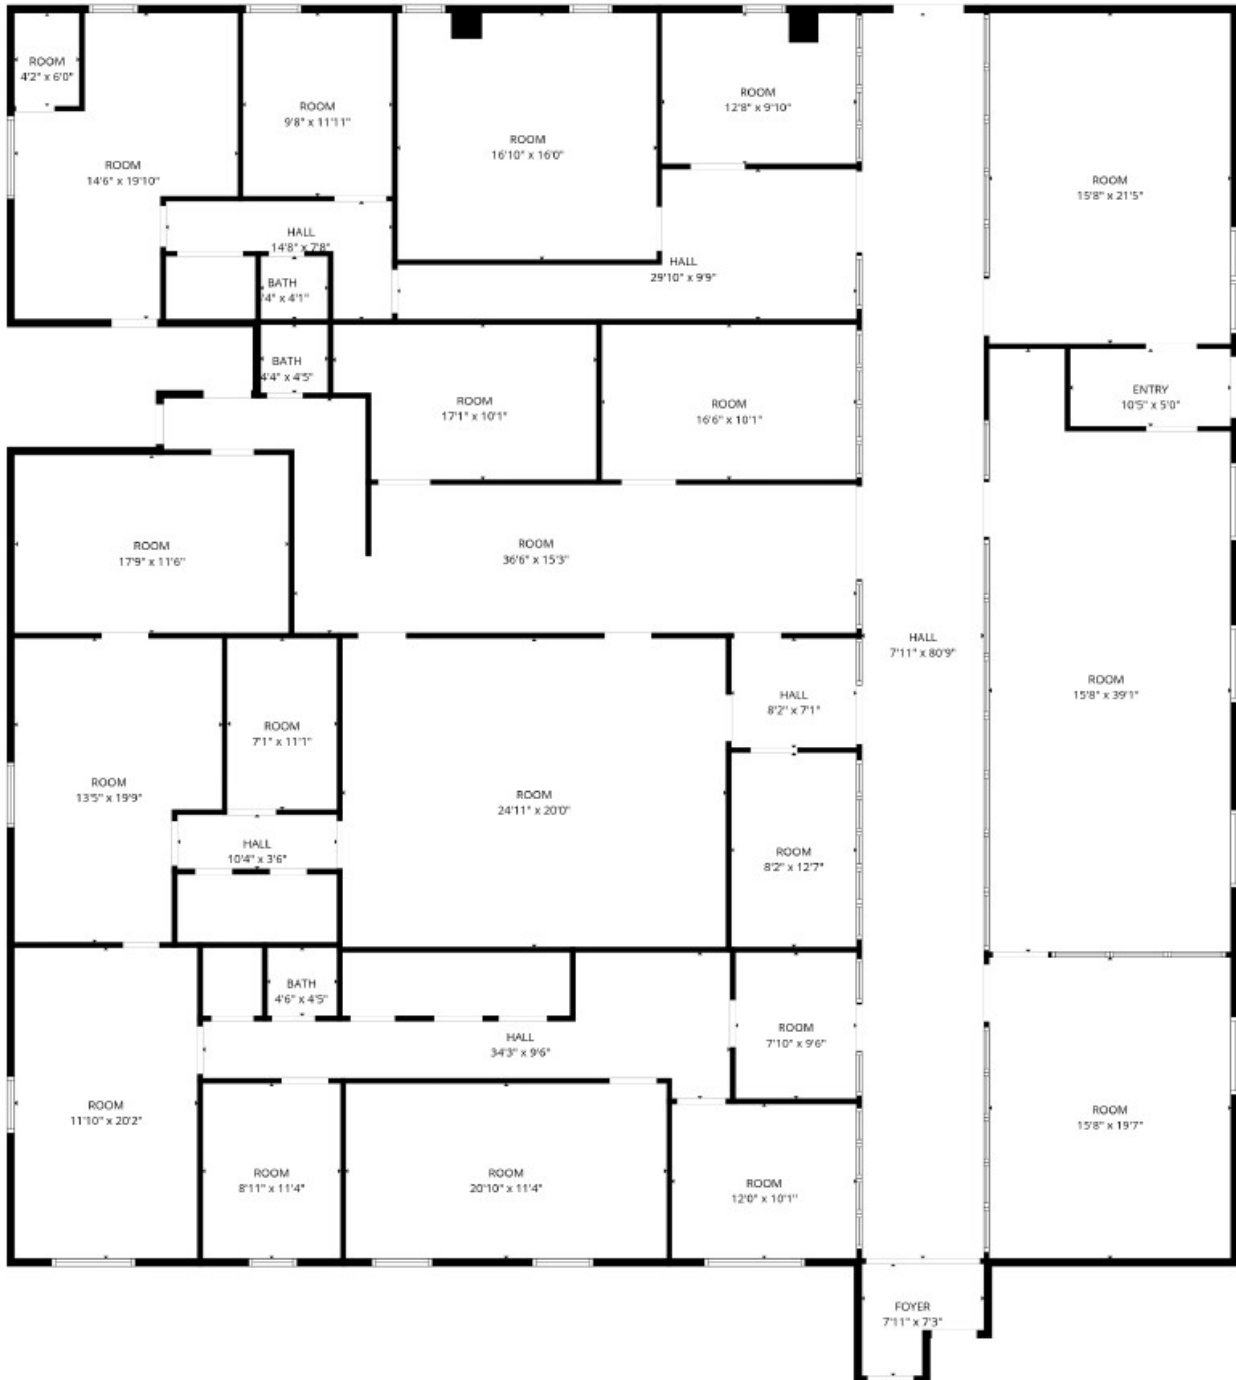 ROOM
4'2" x 6'0"
ROOM
9'8" x 11'11"
ROOM
16'10" x 16'0"
ROOM
12'8" x 9'10"
ROOM
14'6" x 19'10"
ROOM
15'8" x 21'5"
HALL
14'8" x 7'8"
HALL
29'10" x 9'9"
BATH
'4" x 4'1"
BATH
4'4" x 4'5"
ROOM
17'1" x 10'1"
ROOM
16'6" x 10'1"
ENTRY
10'5" x 5'0"
ROOM
17'9" x 11'6"
ROOM
36'6" x 15'3"
HALL
7'11" x 80'9"
ROOM
15'8" x 39'1"
HALL
8'2" x 7'1"
ROOM
7'1" x 11'1"
ROOM
13'5" x 19'9"
ROOM
24'11" x 20'0"
HALL
10'4" x 3'6"
ROOM
8'2" x 12'7"
BATH
4'6" x 4'5"
HALL
34'3" x 9'6"
ROOM
7'10" x 9'6"
ROOM
11'10" x 20'2"
ROOM
15'8" x 19'7"
ROOM
8'11" x 11'4"
ROOM
20'10" x 11'4"
ROOM
12'0" x 10'1"
FOYER
7'11" x 7'3"